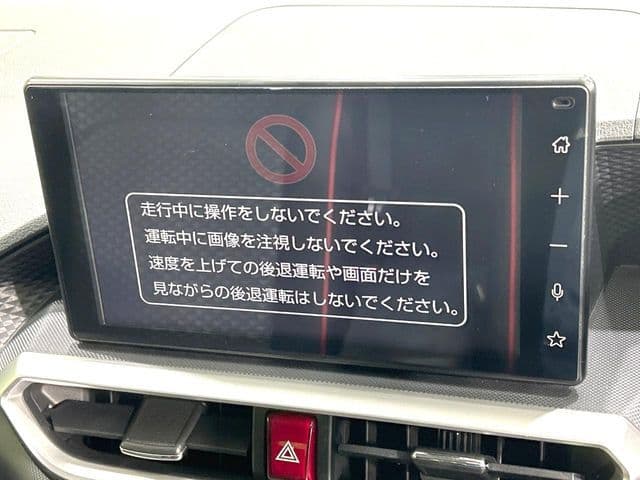 走行中に操作をしないでください。
運転中に画像を注視しないでください。
速度を上げての後退運転や画面だけを
見ながらの後退運転はしないでください。